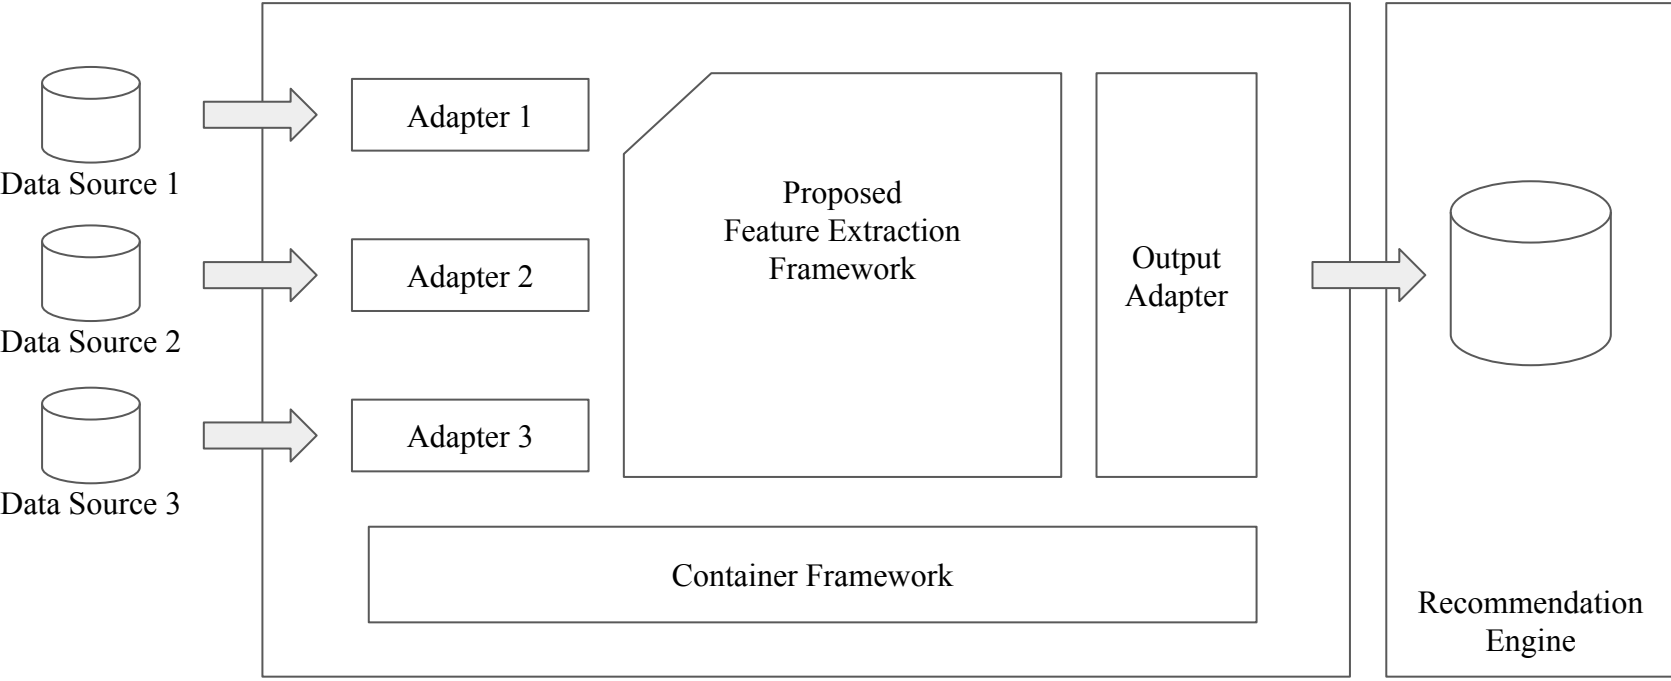 Data Source 1
Data Source 2
Data Source 3
Adapter 1
Adapter 2
Adapter 3
Proposed
Feature Extraction
Framework
Output
Adapter
Container Framework
Recommendation
Engine